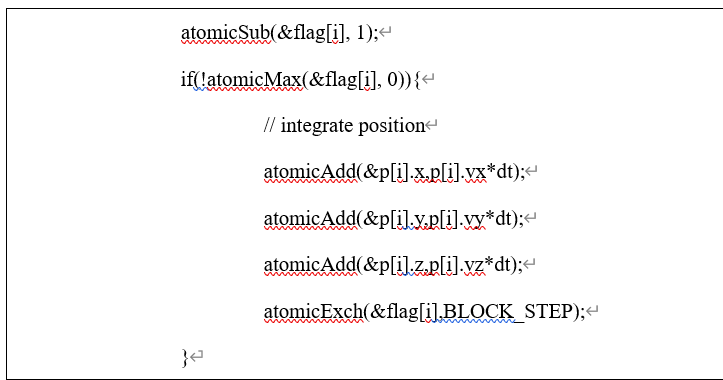 atomicSub(&flag[i], 1);
if(!atomicMax(&flag[i], 0)){
// integrate position
atomicAdd(&p[i].x,p[i].vx*dt);
atomicAdd(&p[i].y,p[i].vy*dt);
atomicAdd(&p[i].z,p[i].vz*dt);
atomicExch(&flag[i],BLOCK_STEP);
}